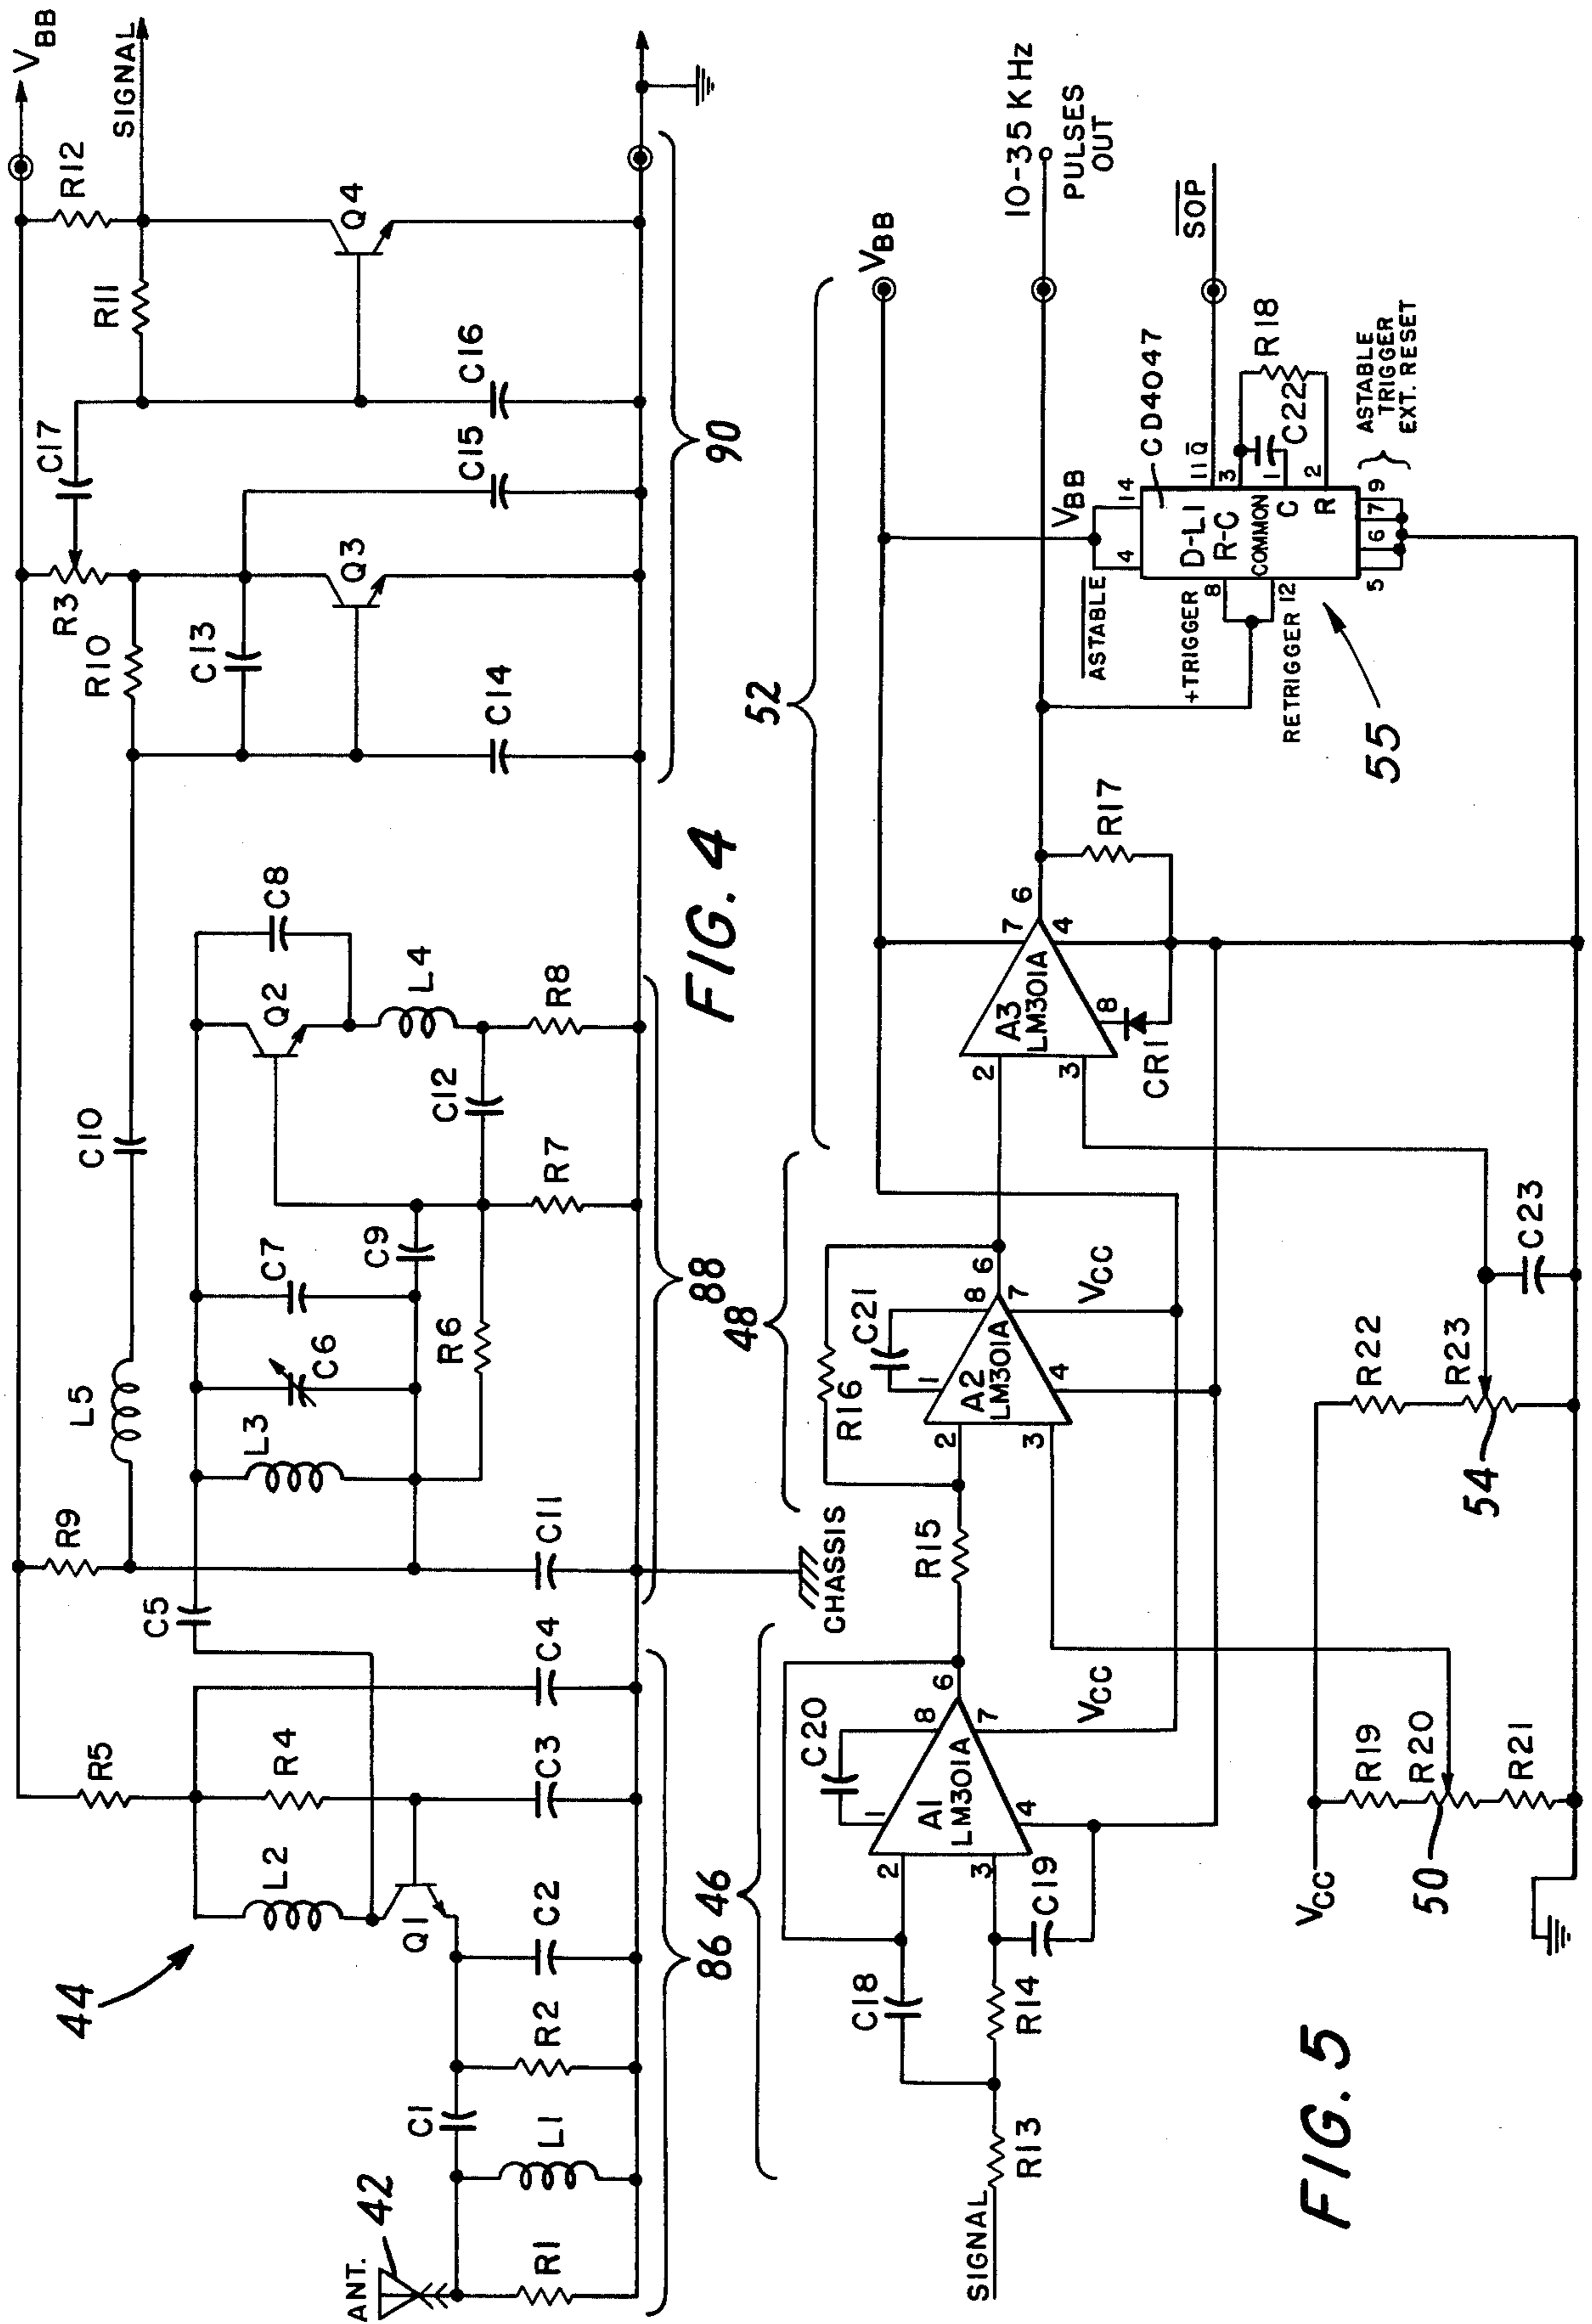 44
ANT.
42
R1
L1
C1
R2
C2
Q1
L2
R5
R4
C3
C4
C5
86
R9
C11
CHASSIS
L5
L3
C6
C7
C9
R6
R7
C10
Q2
C8
L4
C12
R8
88
R10
C13
C14
R3
Q3
C17
C15
C16
R11
R12
Q4
90
VBB
SIGNAL
FIG. 4
SIGNAL
R13
C18
R14
C19
46
2
3
A1
LM301A
1
C20
8
6
7
4
VCC
R15
48
R16
2
3
A2
LM301A
1
C21
8
6
7
4
VCC
VCC
R19
R20
R21
50
R22
R23
54
C23
52
2
3
A3
LM301A
7
6
4
8
CR1
R17
55
ASTABLE
+TRIGGER
8
RETRIGGER
12
4
14
VBB
CD4047
D-L1
R-C
COMMON
C
R
11 Q
3
1
2
C22
R18
5
6
7
9
ASTABLE
TRIGGER
EXT. RESET
VBB
10-35 KHz
PULSES
OUT
SOP
FIG. 5